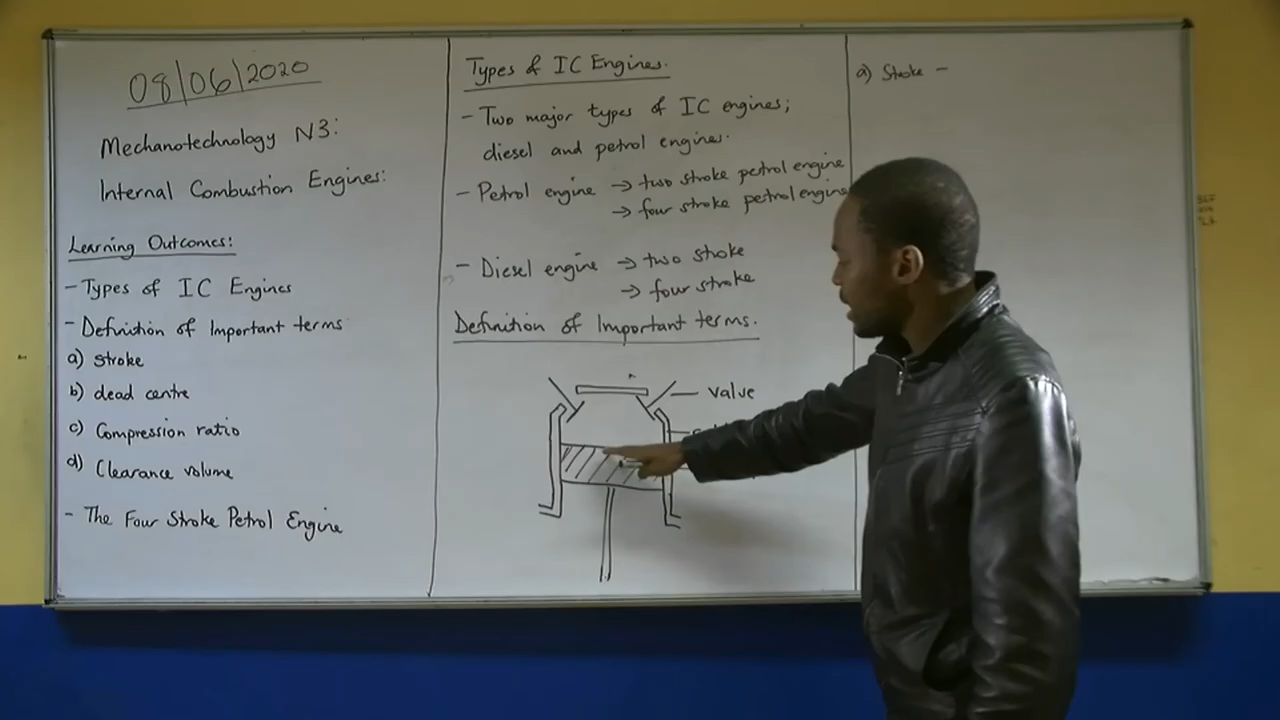 08/06/2020
Mechanotechnology N3:
Internal Combustion Engines:
Learning Outcomes:
- Types of IC Engines
- Definition of Important terms
a) stroke
b) dead centre
c) Compression ratio
d) Clearance volume
- The Four Stroke Petrol Engine
Types of IC Engines.
- Two major types of IC engines;
diesel and petrol engines.
- Petrol engine → two stroke petrol engine
→ four stroke petrol engine
- Diesel engine → two stroke
→ four stroke
Definition of Important terms.
Valve
a) Stroke -